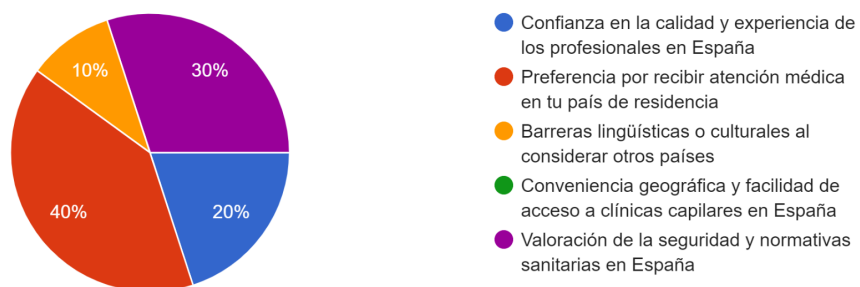 10%
30%
40%
20%
Confianza en la calidad y experiencia de
los profesionales en España
Preferencia por recibir atención médica
en tu país de residencia
Barreras lingüísticas o culturales al
considerar otros países
Conveniencia geográfica y facilidad de
acceso a clínicas capilares en España
Valoración de la seguridad y normativas
sanitarias en España